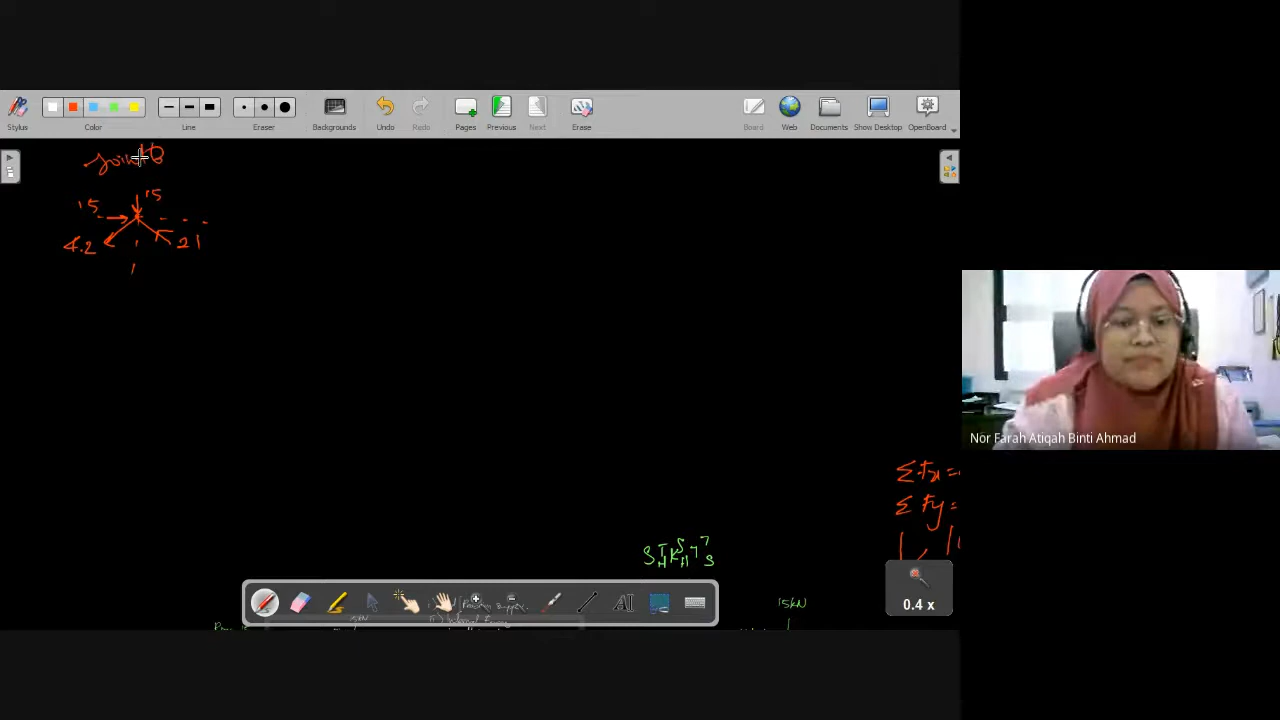 Stylus
Color
Line
Eraser
Backgrounds
Undo
Redo
Pages
Previous
Next
Erase
Board
Web
Documents
Show Desktop
OpenBoard
Joint B
15
15
4.2
21
Nor Farah Atiqah Binti Ahmad
ΣFx=
ΣFy=
0.4 x
15kN